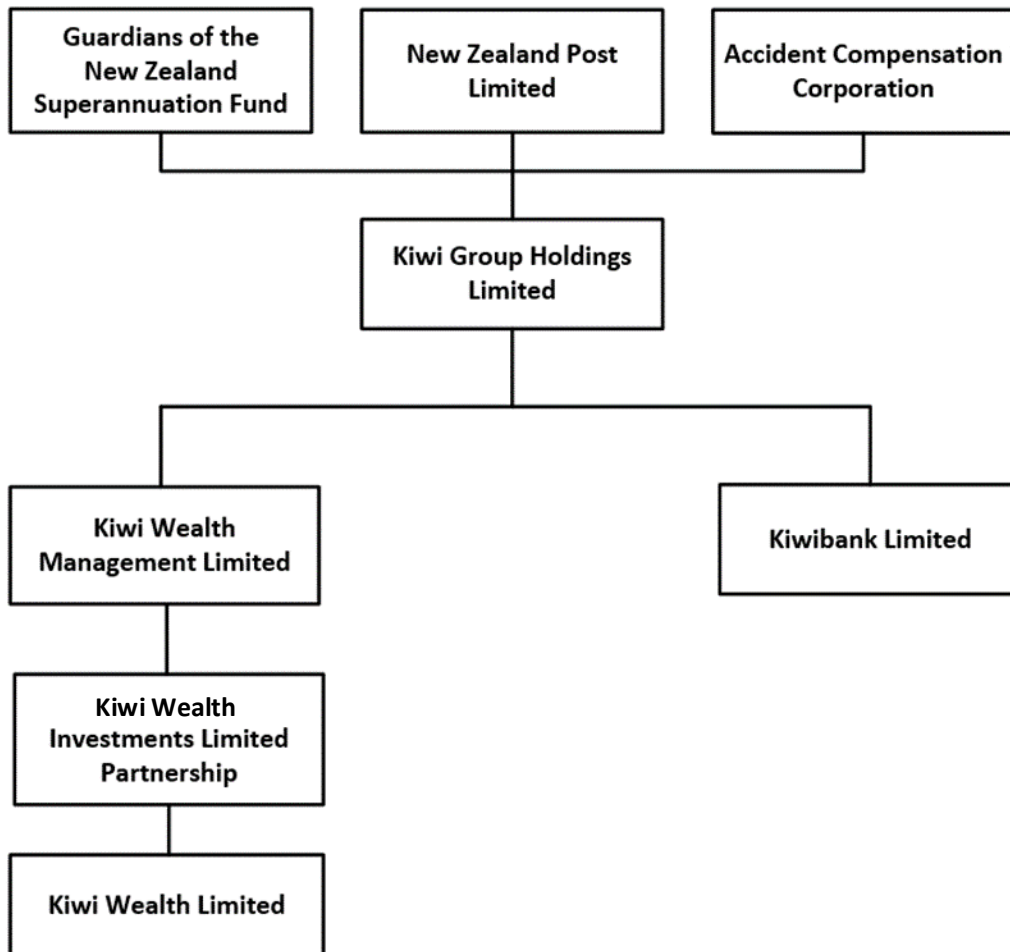 Guardians of the
New Zealand
Superannuation Fund
New Zealand Post
Limited
Accident Compensation
Corporation
Kiwi Group Holdings
Limited
Kiwi Wealth
Management Limited
Kiwibank Limited
Kiwi Wealth
Investments Limited
Partnership
Kiwi Wealth Limited